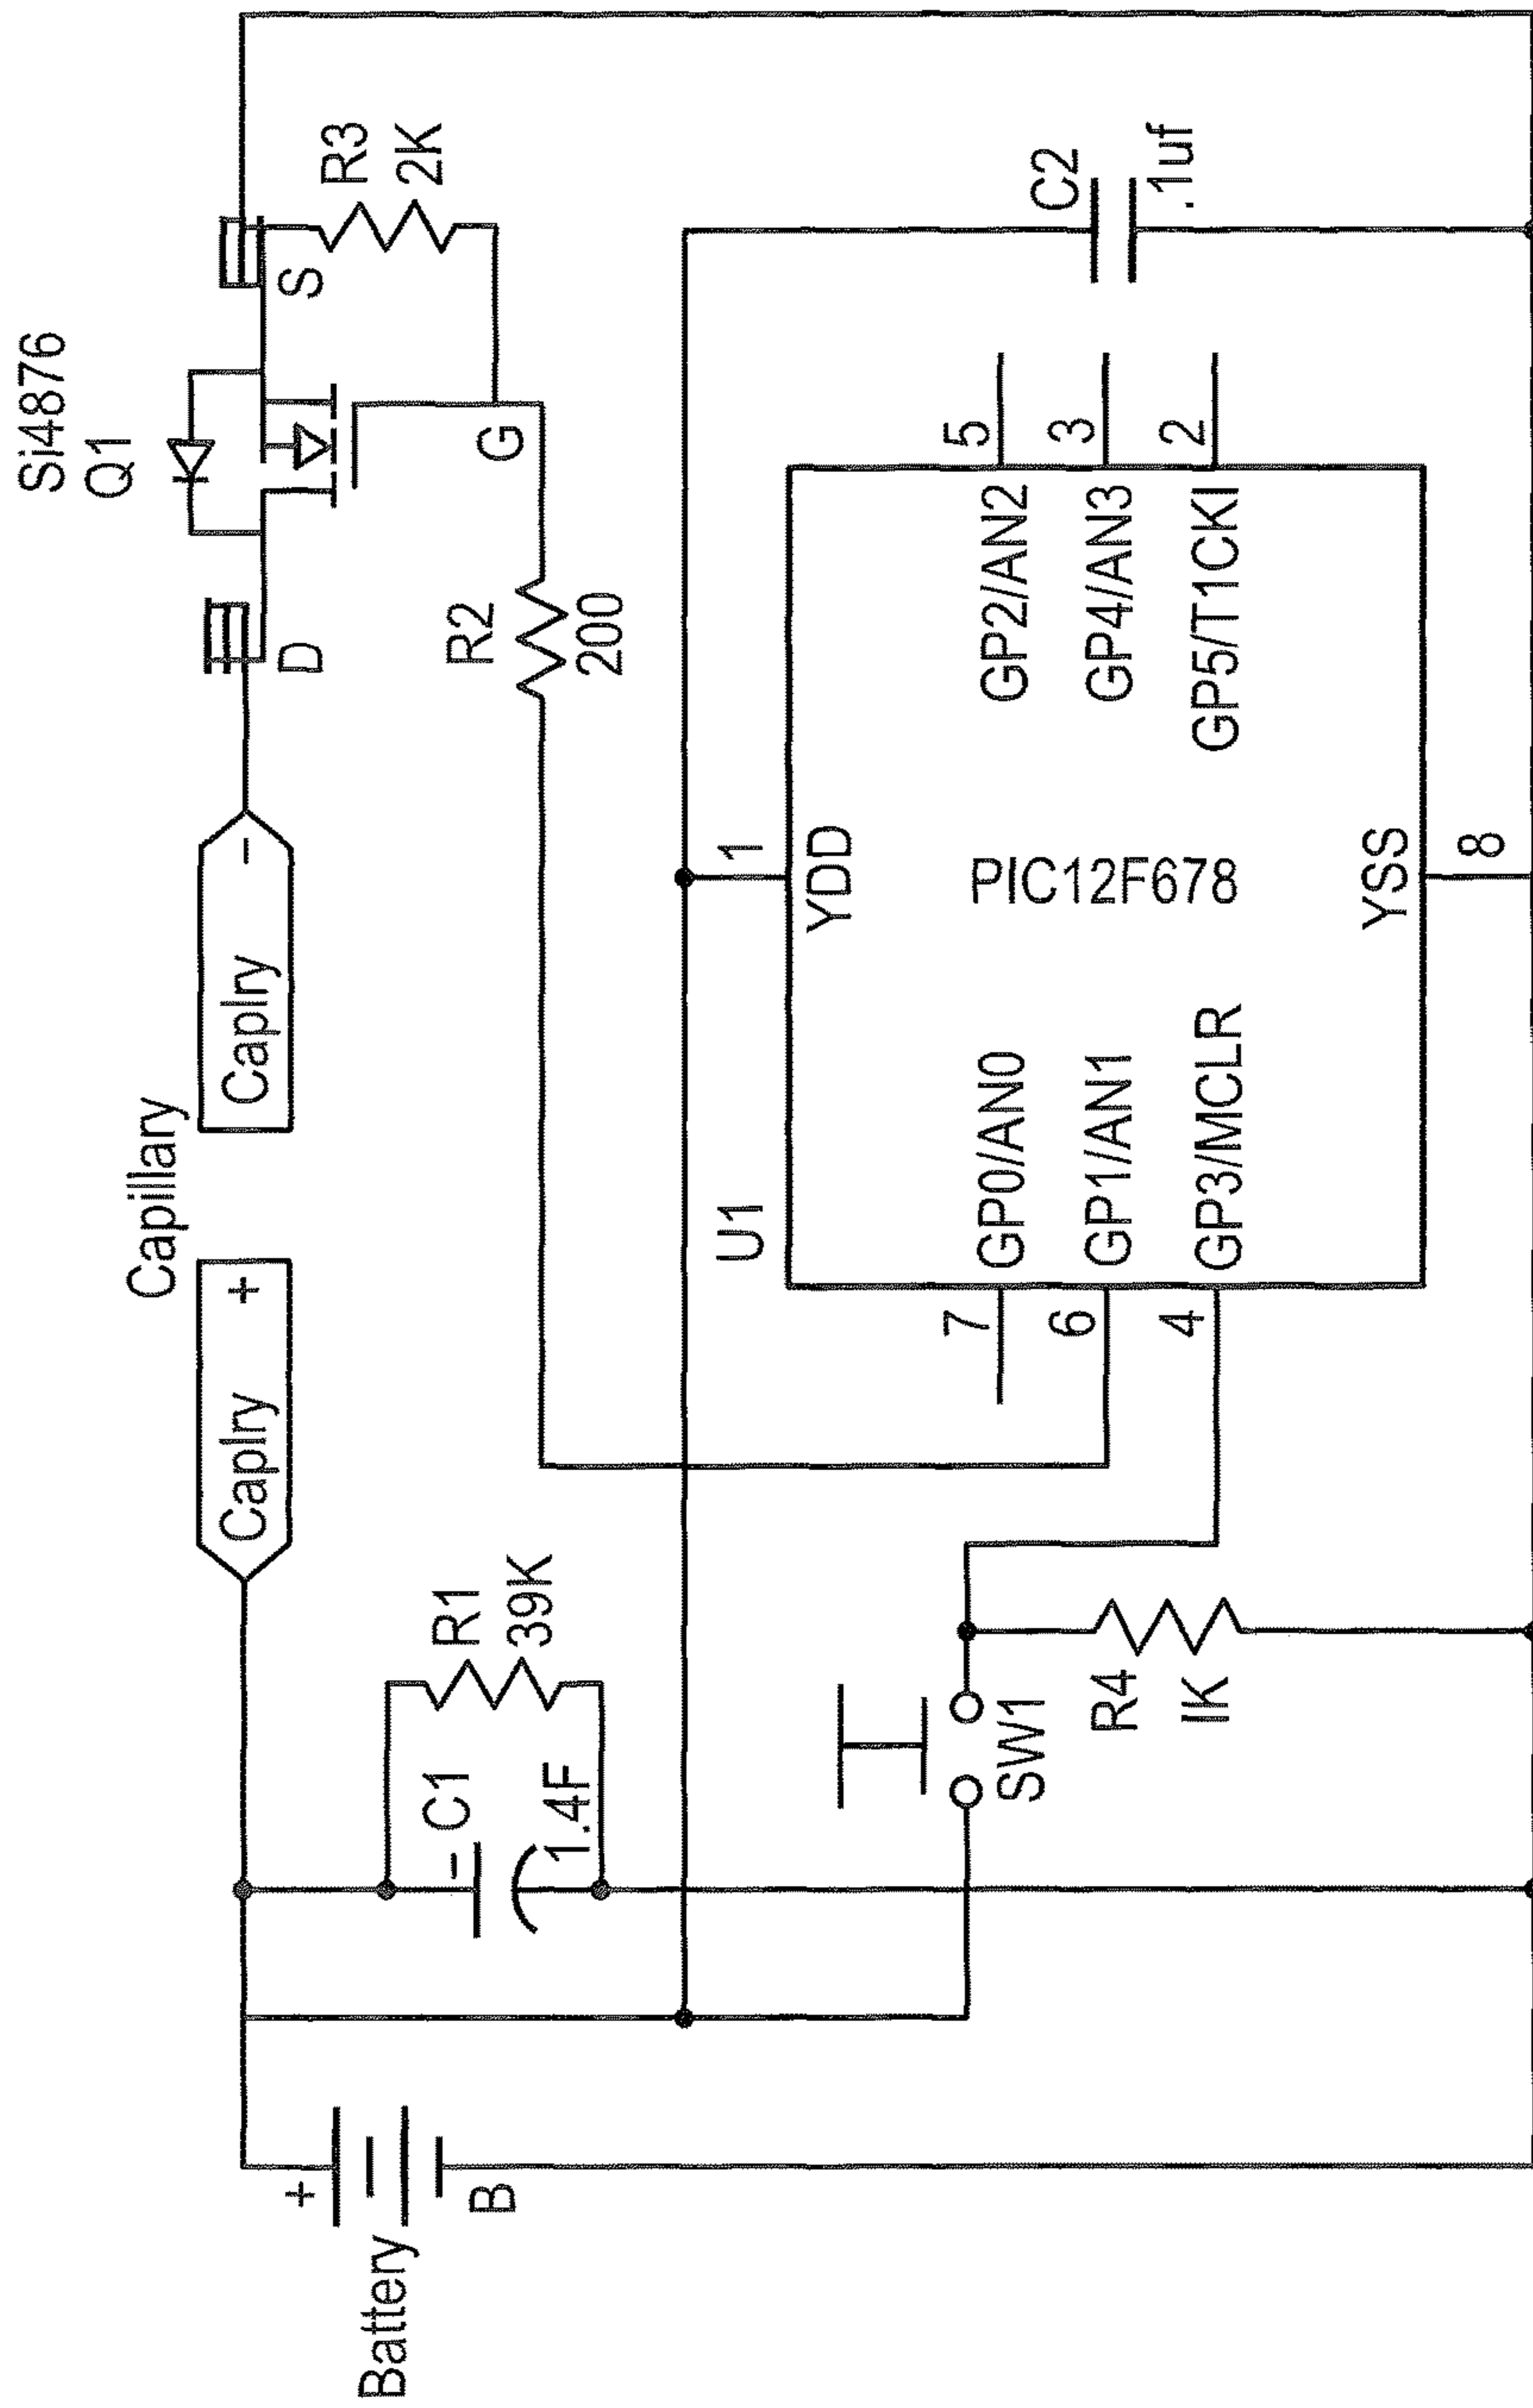 Si4876
Q1
Capillary
Caplry +
Caplry -
D
S
G
R3
2K
R2
200
R1
39K
C1
-
1.4F
Battery
+
B
U1
1
YDD
PIC12F678
YSS
8
7
GP0/AN0
6
GP1/AN1
4
GP3/MCLR
5
GP2/AN2
3
GP4/AN3
2
GP5/T1CKI
C2
.1uf
SW1
R4
IK